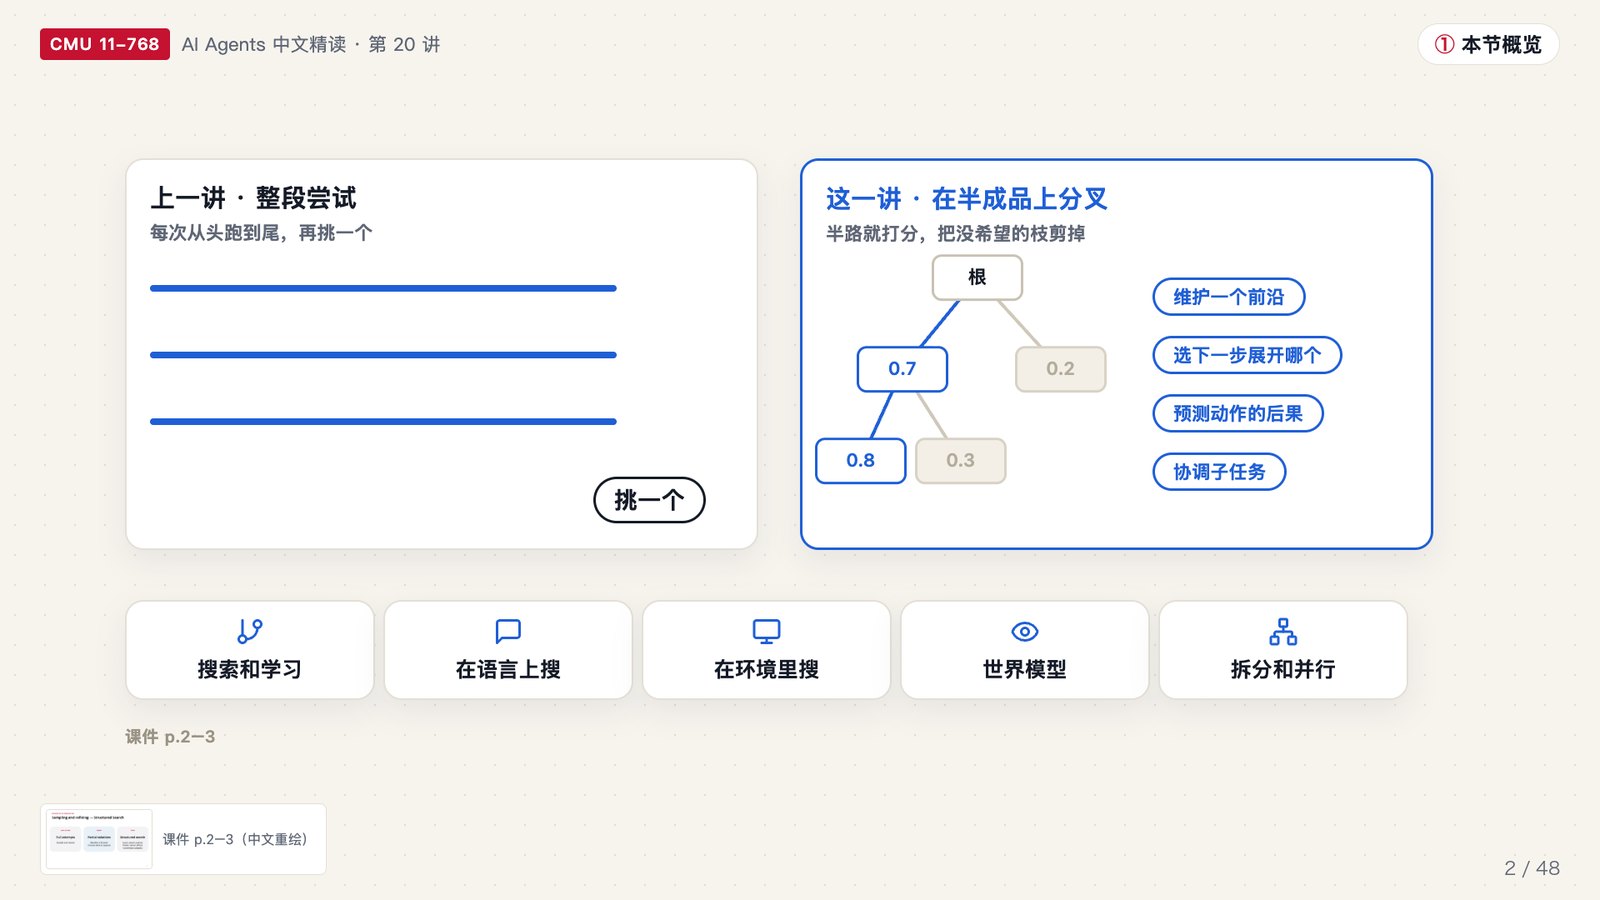 CMU 11-768 AI Agents 中文精读 · 第 20 讲
① 本节概览
上一讲 · 整段尝试
每次从头跑到尾，再挑一个
挑一个
这一讲 · 在半成品上分叉
半路就打分，把没希望的枝剪掉
根
0.7
0.2
0.8
0.3
维护一个前沿
选下一步展开哪个
预测动作的后果
协调子任务
搜索和学习
在语言上搜
在环境里搜
世界模型
拆分和并行
课件 p.2–3
课件 p.2–3（中文重绘）
2 / 48